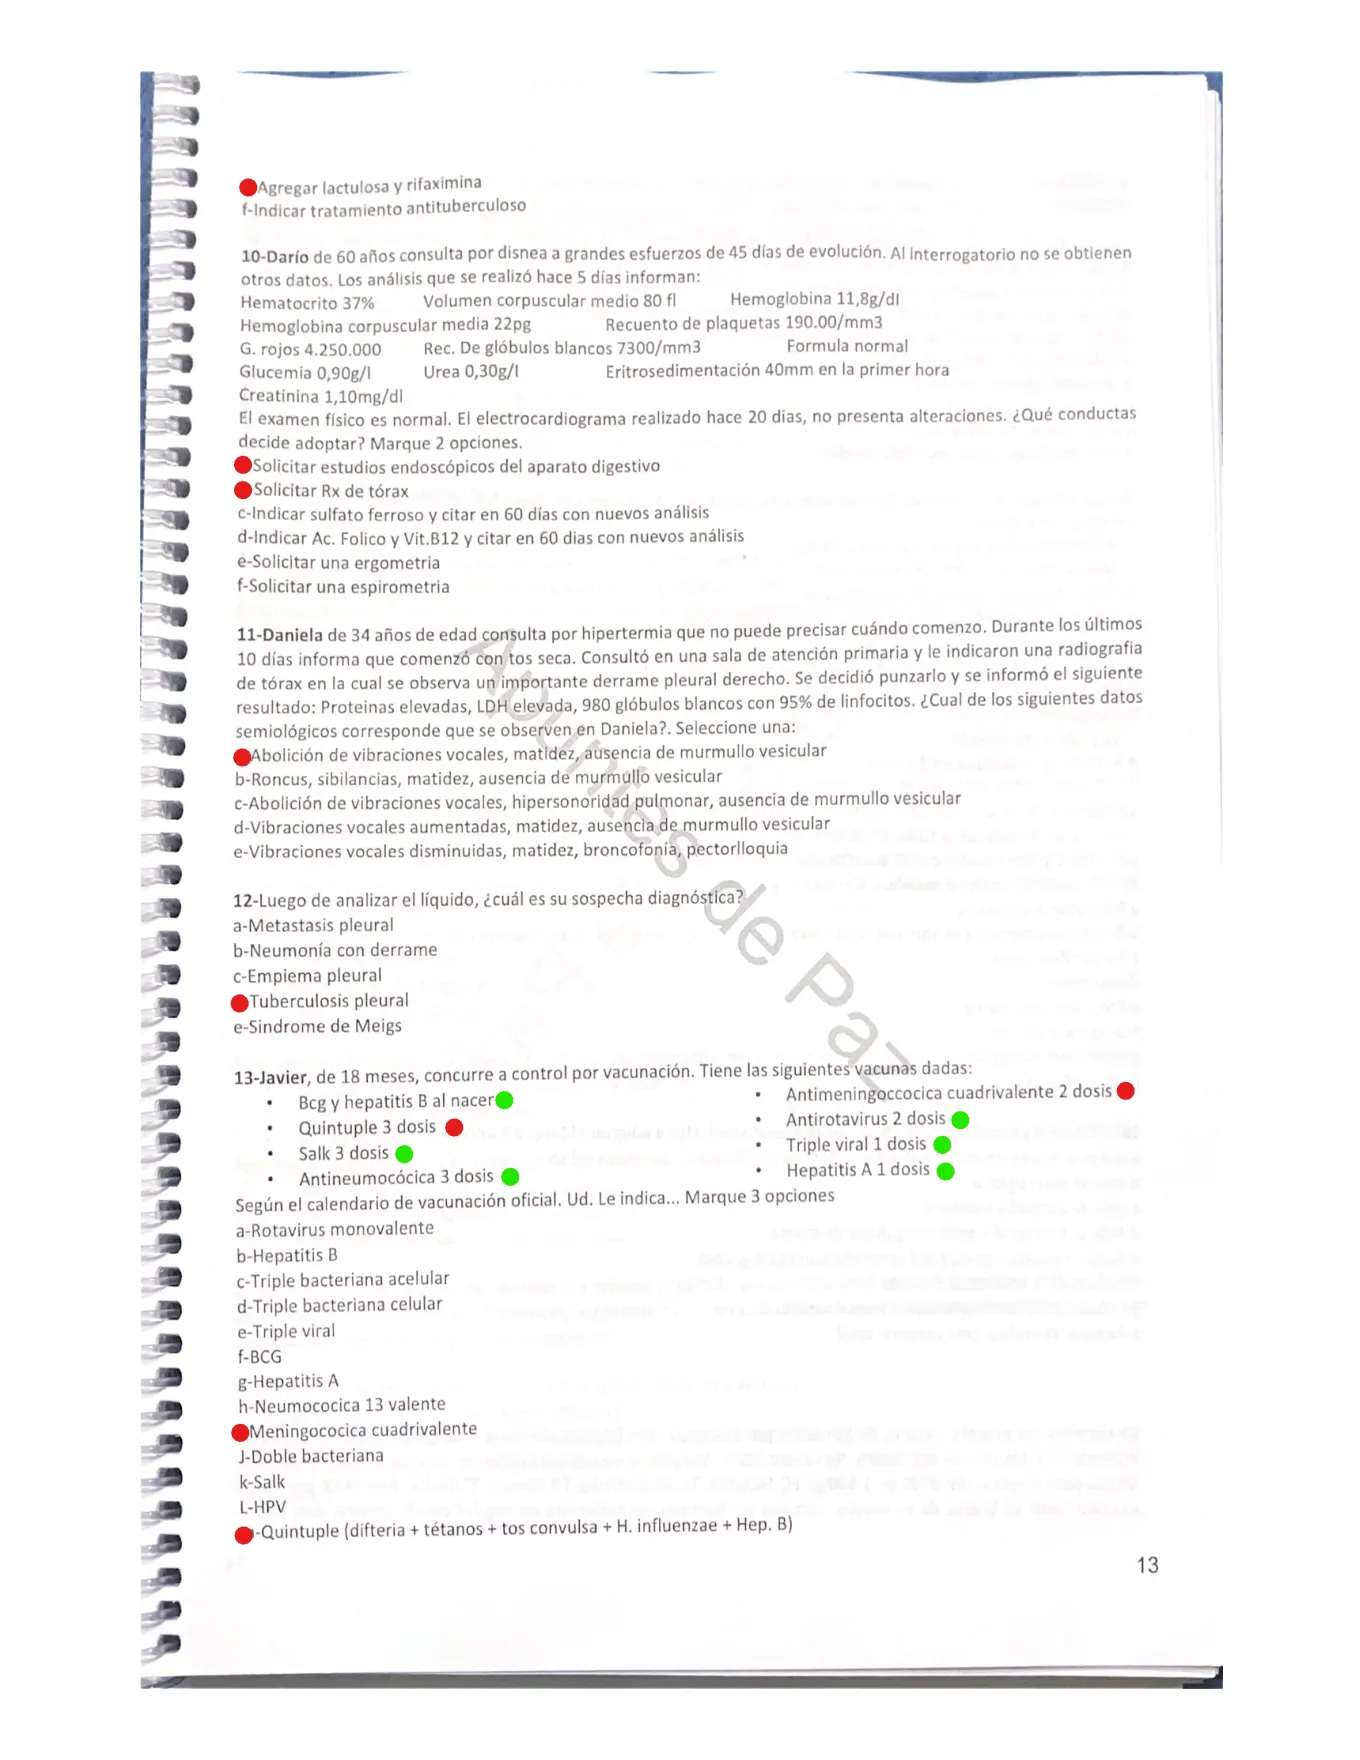 Agregar lactulosa y rifaximina
f-Indicar tratamiento antituberculoso
10-Darío de 60 años consulta por disnea a grandes esfuerzos de 45 días de evolución. Al interrogatorio no se obtienen
otros datos. Los análisis que se realizó hace 5 días informan:
Hematocrito 37% Volumen corpuscular medio 80 fl Hemoglobina 11,8g/dl
Hemoglobina corpuscular media 22pg Recuento de plaquetas 190.00/mm3
G. rojos 4.250.000 Rec. De glóbulos blancos 7300/mm3 Formula normal
Glucemia 0,90g/l Urea 0,30g/l Eritrosedimentación 40mm en la primer hora
Creatinina 1,10mg/dl
El examen físico es normal. El electrocardiograma realizado hace 20 dias, no presenta alteraciones. ¿Qué conductas
decide adoptar? Marque 2 opciones.
Solicitar estudios endoscópicos del aparato digestivo
Solicitar Rx de tórax
c-Indicar sulfato ferroso y citar en 60 días con nuevos análisis
d-Indicar Ac. Folico y Vit.B12 y citar en 60 dias con nuevos análisis
e-Solicitar una ergometria
f-Solicitar una espirometria
11-Daniela de 34 años de edad consulta por hipertermia que no puede precisar cuándo comenzo. Durante los últimos
10 días informa que comenzó con tos seca. Consultó en una sala de atención primaria y le indicaron una radiografia
de tórax en la cual se observa un importante derrame pleural derecho. Se decidió punzarlo y se informó el siguiente
resultado: Proteinas elevadas, LDH elevada, 980 glóbulos blancos con 95% de linfocitos. ¿Cual de los siguientes datos
semiológicos corresponde que se observen en Daniela?. Seleccione una:
Abolición de vibraciones vocales, matidez, ausencia de murmullo vesicular
b-Roncus, sibilancias, matidez, ausencia de murmullo vesicular
c-Abolición de vibraciones vocales, hipersonoridad pulmonar, ausencia de murmullo vesicular
d-Vibraciones vocales aumentadas, matidez, ausencia de murmullo vesicular
e-Vibraciones vocales disminuidas, matidez, broncofonia, pectorlloquia
12-Luego de analizar el líquido, ¿cuál es su sospecha diagnóstica?
a-Metastasis pleural
b-Neumonía con derrame
c-Empiema pleural
Tuberculosis pleural
e-Sindrome de Meigs
13-Javier, de 18 meses, concurre a control por vacunación. Tiene las siguientes vacunas dadas:
• Bcg y hepatitis B al nacer
• Quintuple 3 dosis
• Salk 3 dosis
• Antineumocócica 3 dosis
• Antimeningoccocica cuadrivalente 2 dosis
• Antirotavirus 2 dosis
• Triple viral 1 dosis
• Hepatitis A 1 dosis
Según el calendario de vacunación oficial. Ud. Le indica... Marque 3 opciones
a-Rotavirus monovalente
b-Hepatitis B
c-Triple bacteriana acelular
d-Triple bacteriana celular
e-Triple viral
f-BCG
g-Hepatitis A
h-Neumococica 13 valente
Meningococica cuadrivalente
J-Doble bacteriana
k-Salk
L-HPV
-Quintuple (difteria + tétanos + tos convulsa + H. influenzae + Hep. B)
13
Apuntes de Paz